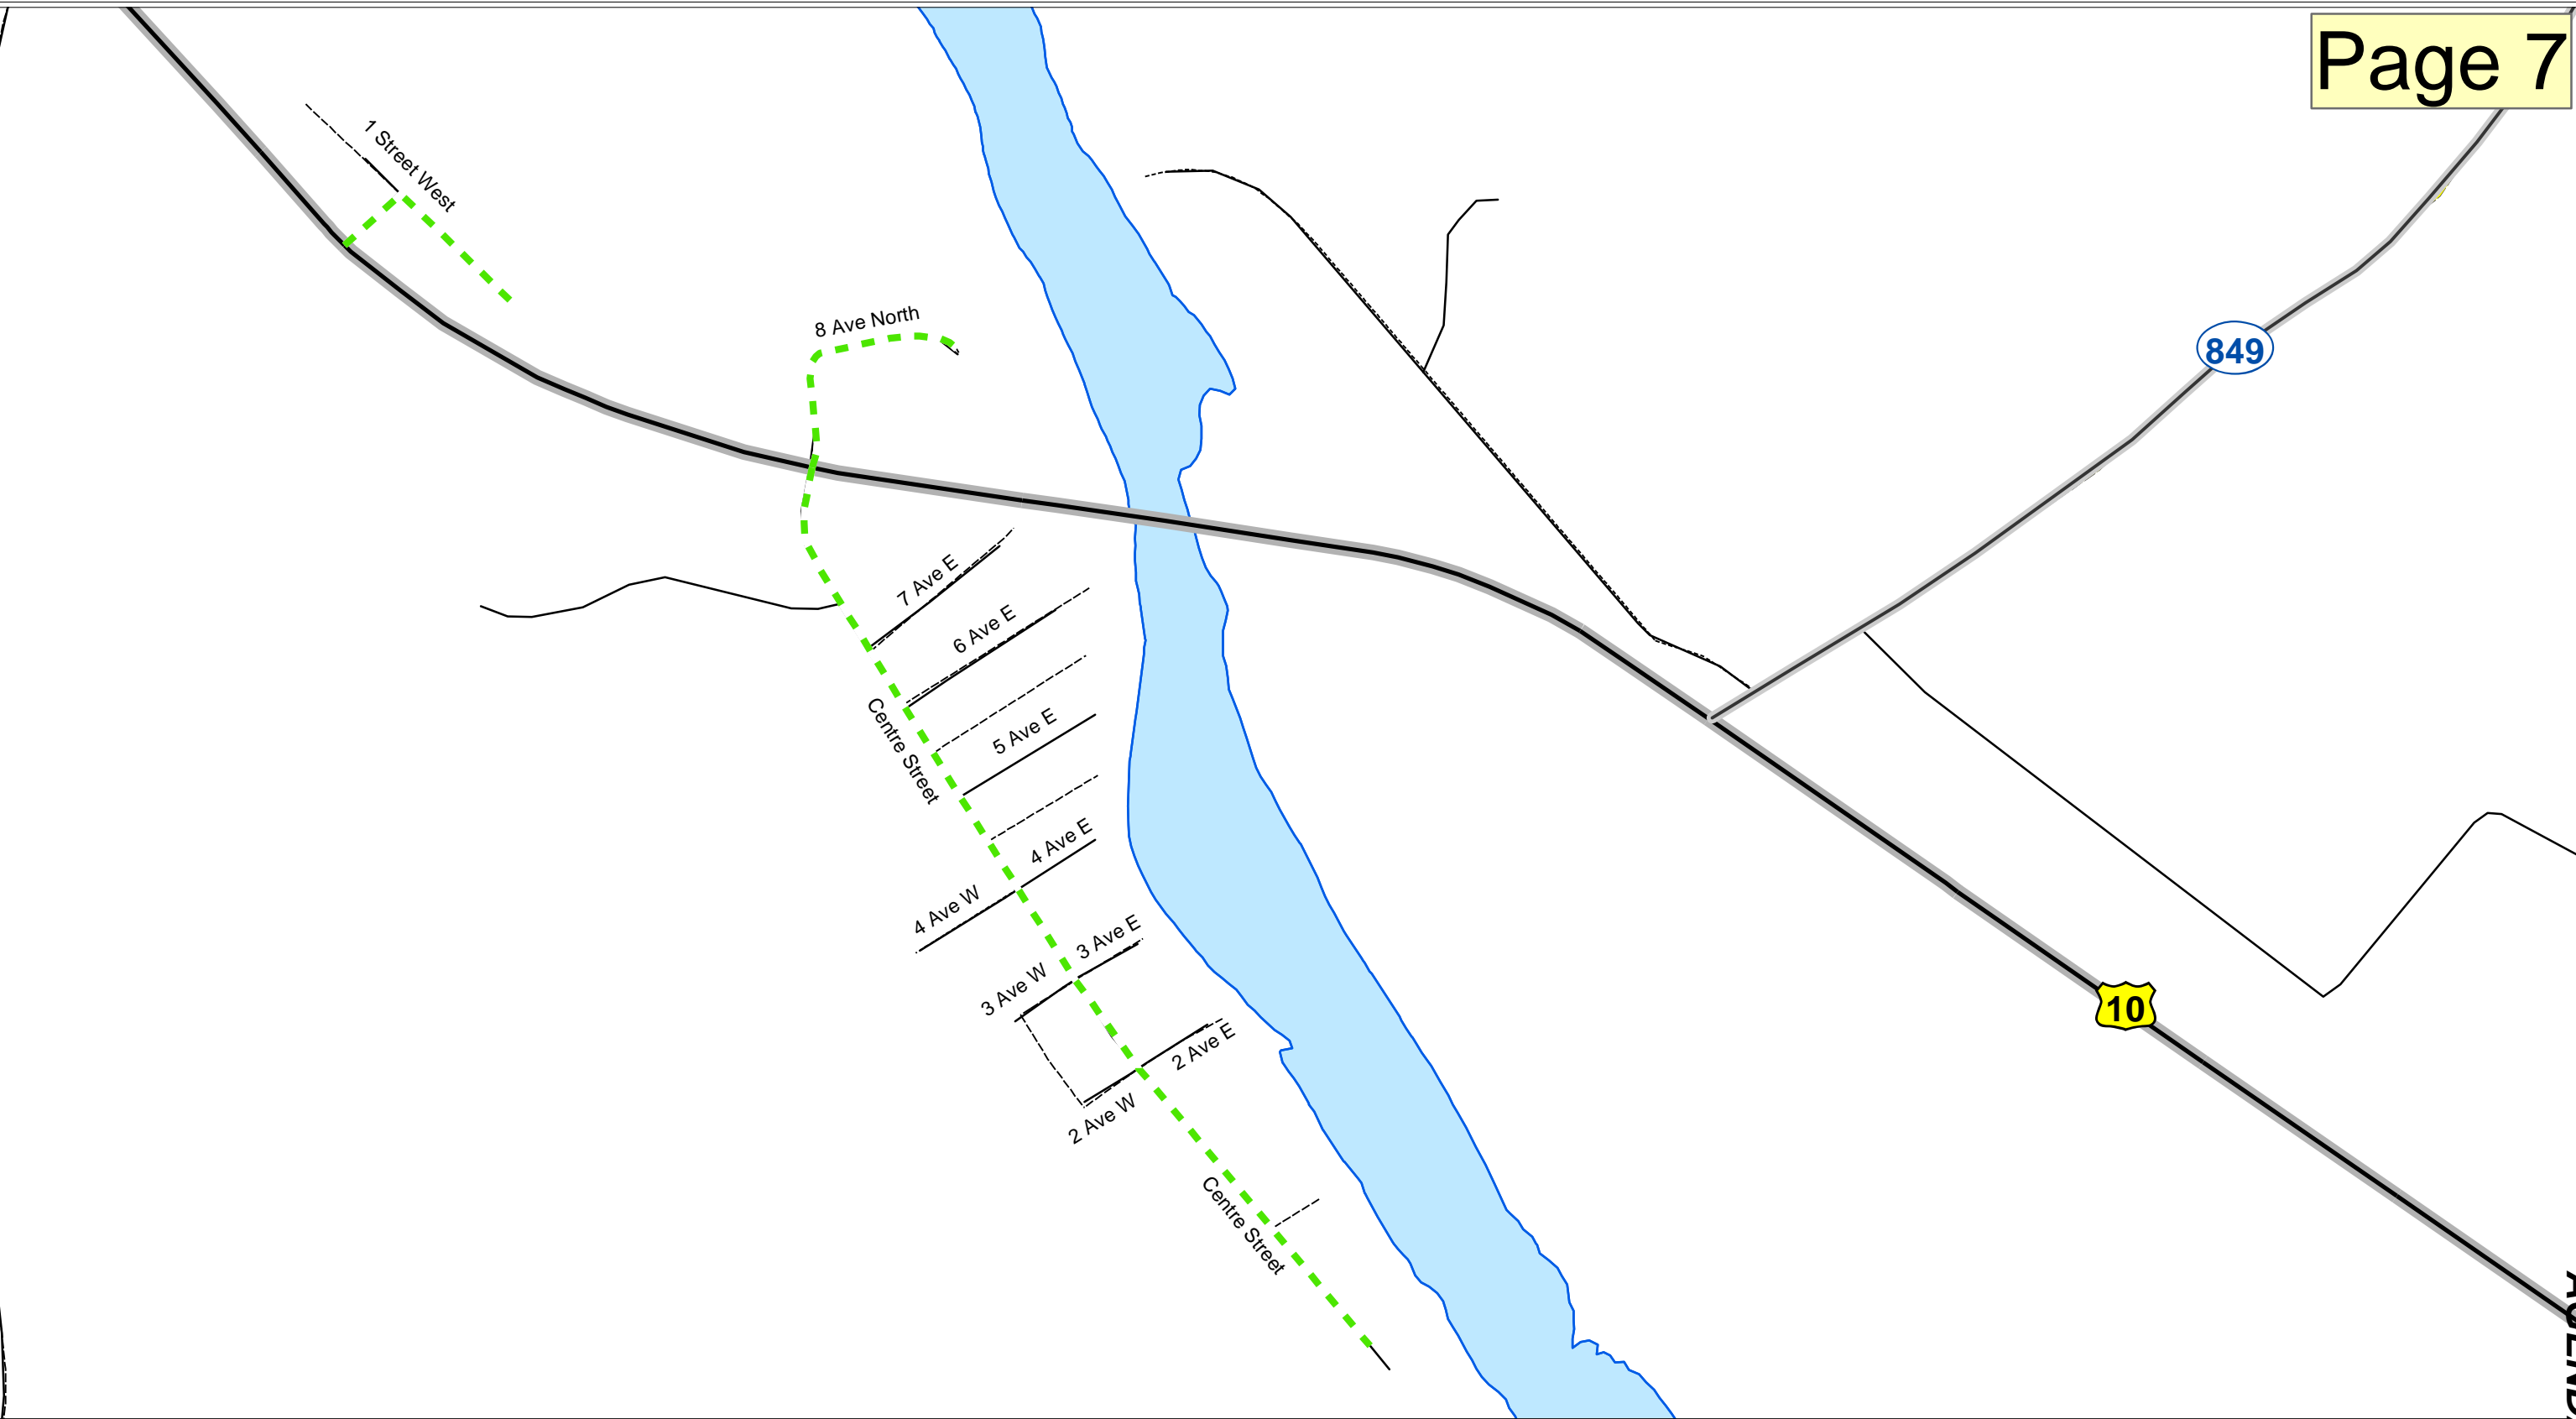 Page 7
1 Street West
8 Ave North
849
7 Ave E
6 Ave E
Centre Street
5 Ave E
4 Ave E
4 Ave W
3 Ave E
3 Ave W
10
2 Ave E
2 Ave W
Centre Street